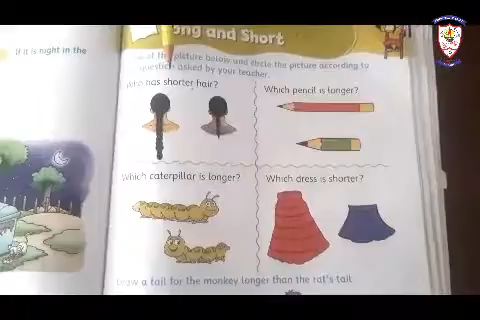 if it is night in the
ong and Short
of the picture below and circle the picture according to
question asked by your teacher.
Who has shorter hair?
Which pencil is longer?
Which caterpillar is longer?
Which dress is shorter?
Draw a tail for the monkey longer than the rat's tail